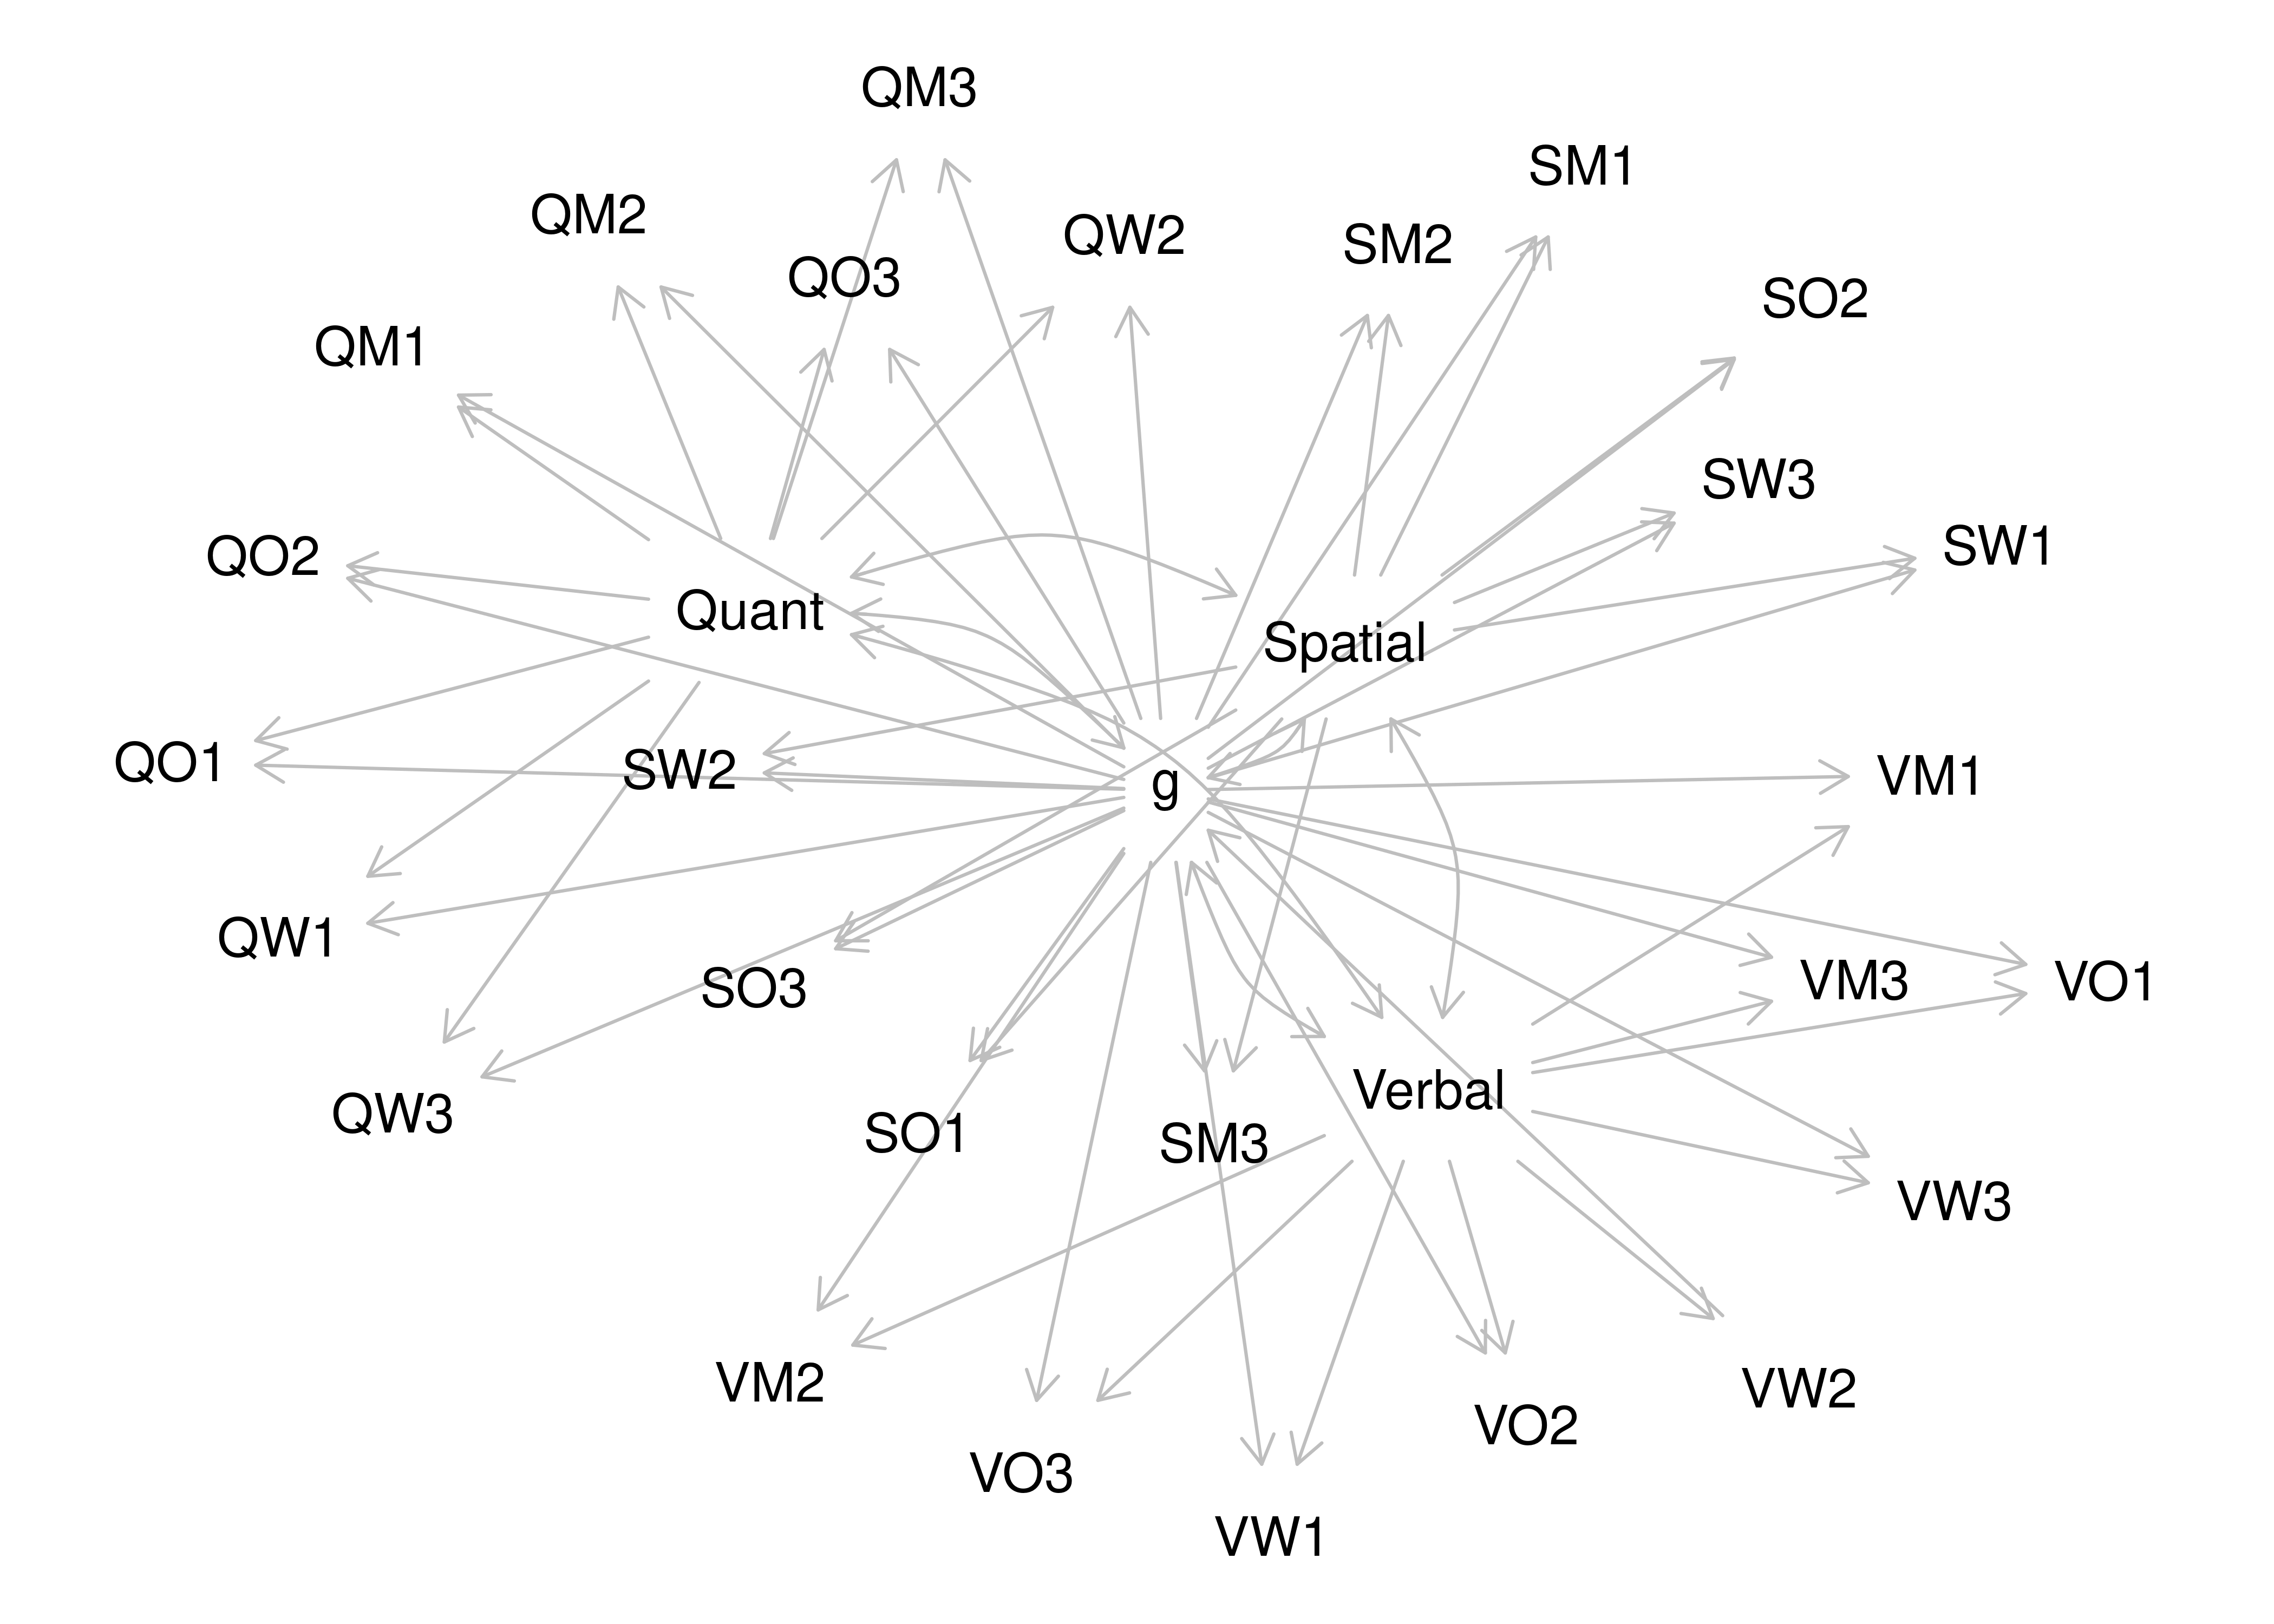 QM3
SM1
QM2
QW2
SM2
QO3
SO2
QM1
SW3
SW1
QO2
Quant
Spatial
QO1
SW2
g
VM1
QW1
SO3
VM3
VO1
Verbal
QW3
SO1
SM3
VW3
VM2
VW2
VO2
VO3
VW1